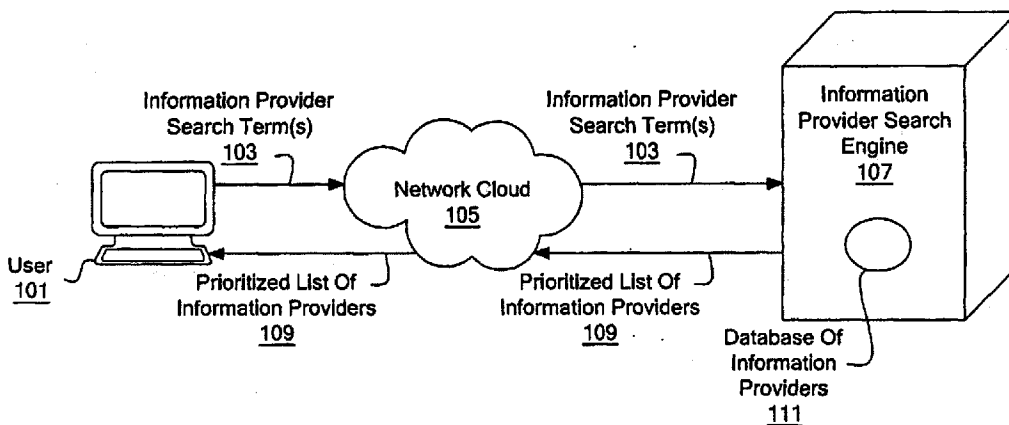 Information Provider
Search Term(s)
103
Information Provider
Search Term(s)
103
Information
Provider Search
Engine
107
Network Cloud
105
User
101
Prioritized List Of
Information Providers
109
Prioritized List Of
Information Providers
109
Database Of
Information
Providers
111